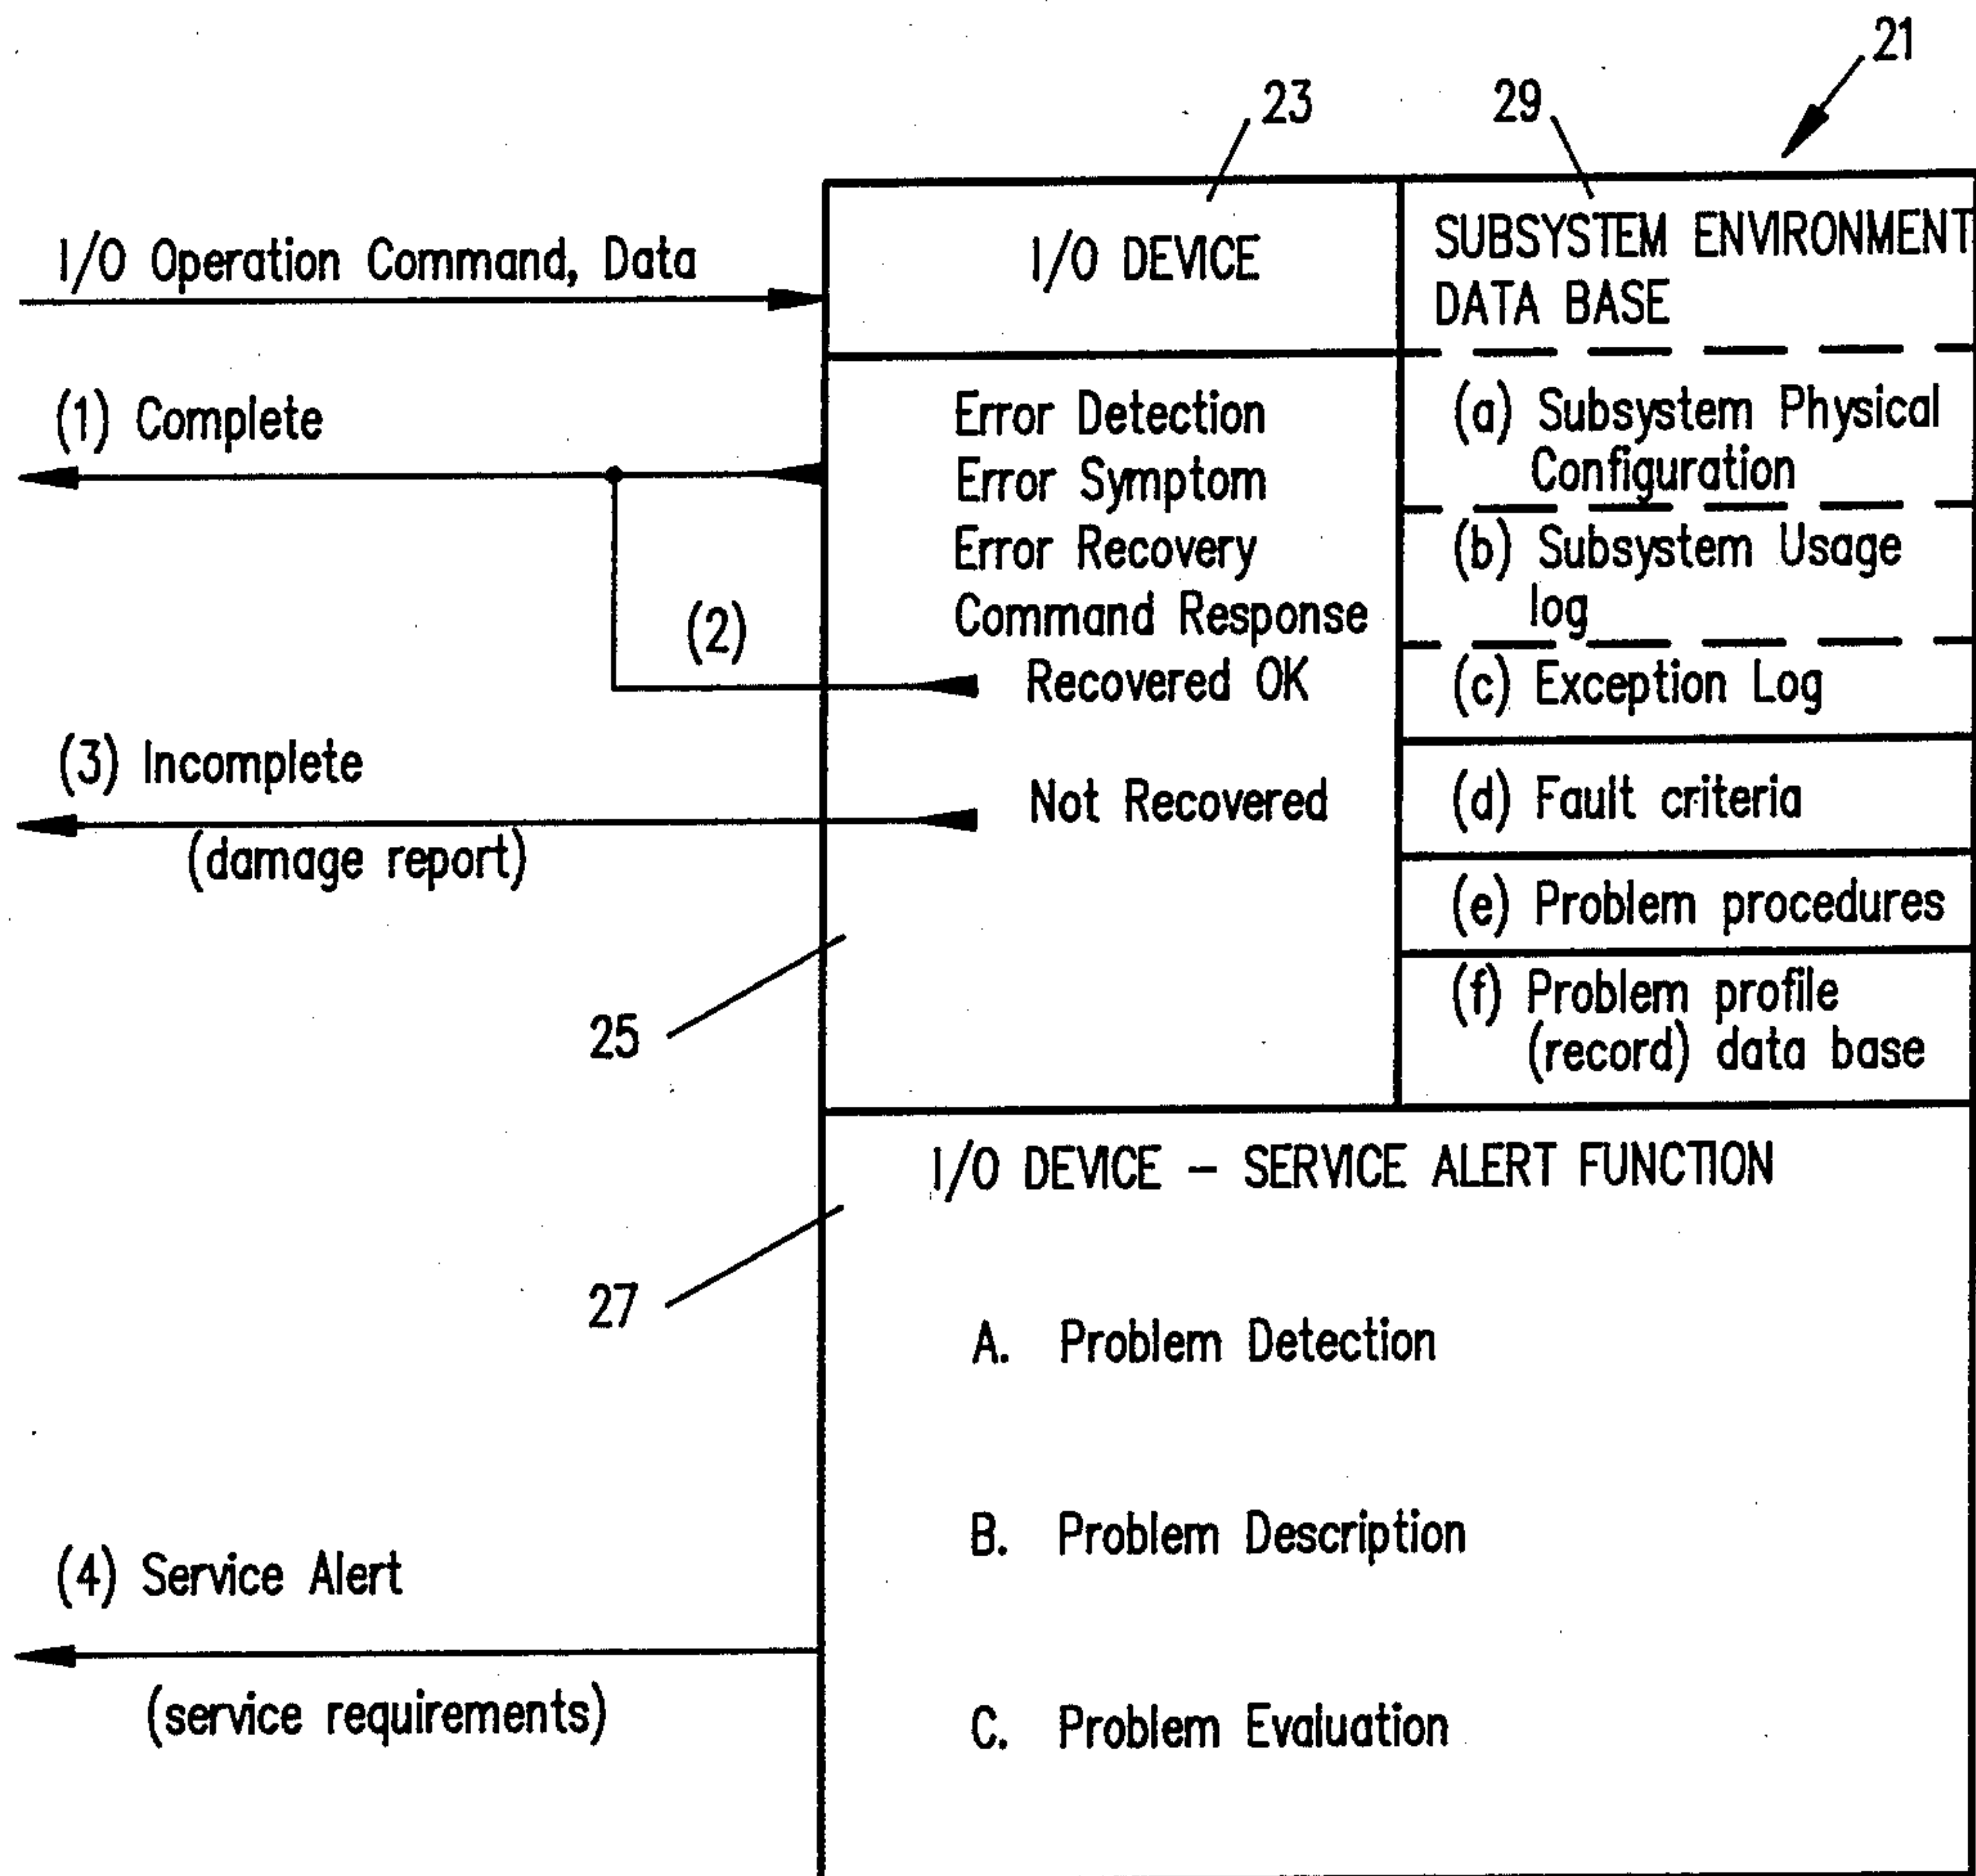 21
23
29
I/O Operation Command, Data
(1) Complete
(2)
(3) Incomplete
(damage report)
25
27
(4) Service Alert
(service requirements)
I/O DEVICE
Error Detection
Error Symptom
Error Recovery
Command Response
Recovered OK
Not Recovered
SUBSYSTEM ENVIRONMENT
DATA BASE
(a) Subsystem Physical
Configuration
(b) Subsystem Usage
log
(c) Exception Log
(d) Fault criteria
(e) Problem procedures
(f) Problem profile
(record) data base
I/O DEVICE – SERVICE ALERT FUNCTION
A. Problem Detection
B. Problem Description
C. Problem Evaluation